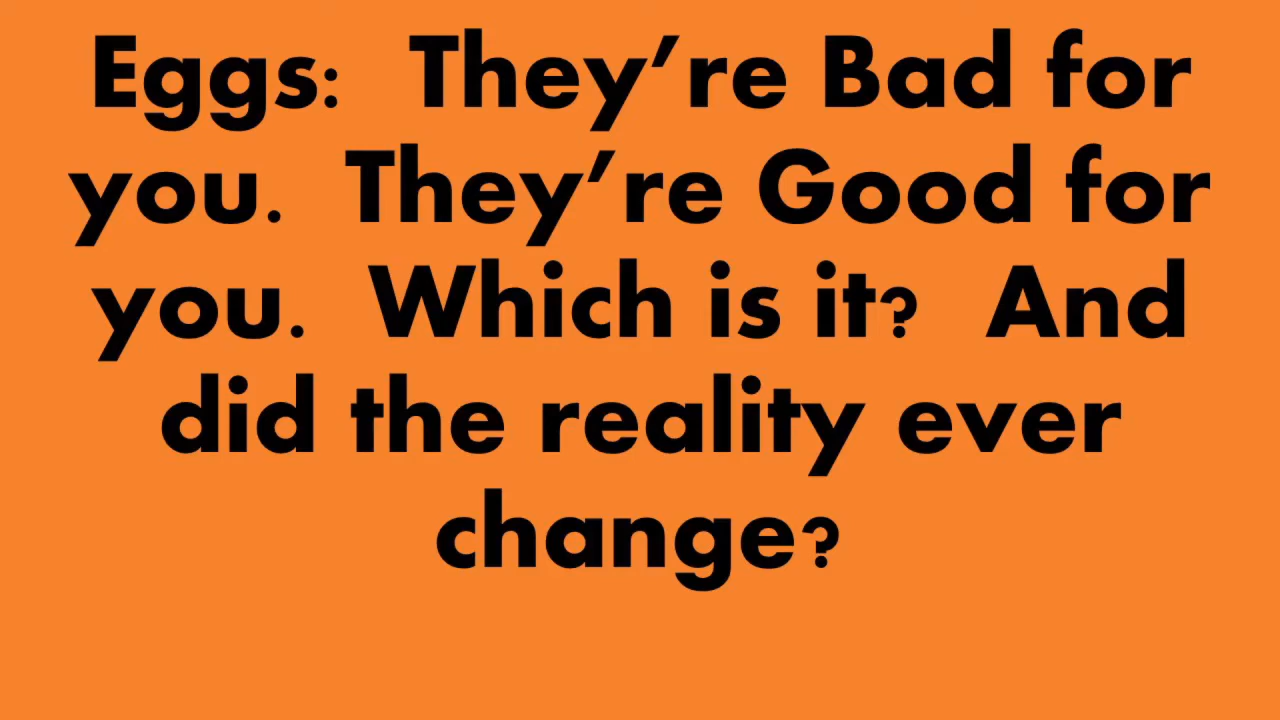 Eggs:  They’re Bad for
you.  They’re Good for
you.  Which is it?  And
did the reality ever
change?